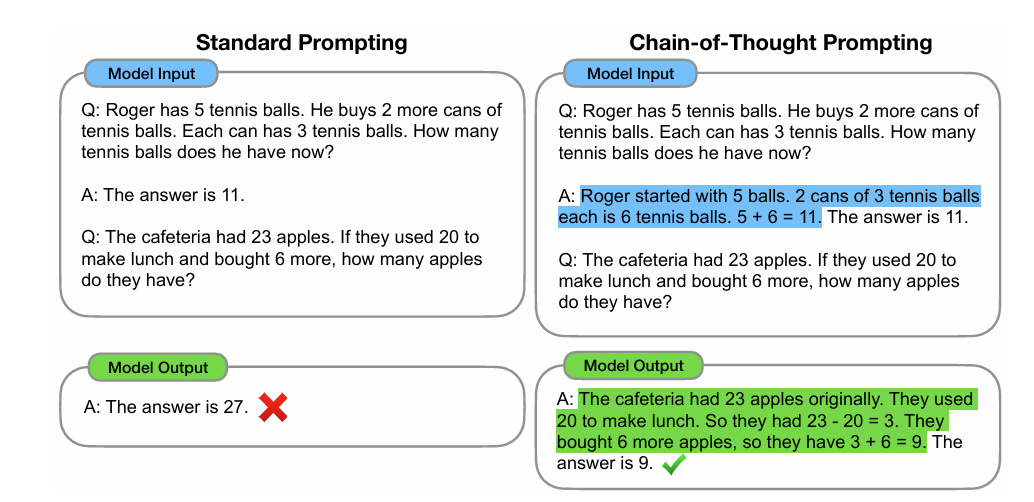 Standard Prompting
Model Input
Q: Roger has 5 tennis balls. He buys 2 more cans of
tennis balls. Each can has 3 tennis balls. How many
tennis balls does he have now?
A: The answer is 11.
Q: The cafeteria had 23 apples. If they used 20 to
make lunch and bought 6 more, how many apples
do they have?
Model Output
A: The answer is 27.
Chain-of-Thought Prompting
Model Input
Q: Roger has 5 tennis balls. He buys 2 more cans of
tennis balls. Each can has 3 tennis balls. How many
tennis balls does he have now?
A: Roger started with 5 balls. 2 cans of 3 tennis balls
each is 6 tennis balls. 5 + 6 = 11. The answer is 11.
Q: The cafeteria had 23 apples. If they used 20 to
make lunch and bought 6 more, how many apples
do they have?
Model Output
A: The cafeteria had 23 apples originally. They used
20 to make lunch. So they had 23 - 20 = 3. They
bought 6 more apples, so they have 3 + 6 = 9. The
answer is 9.